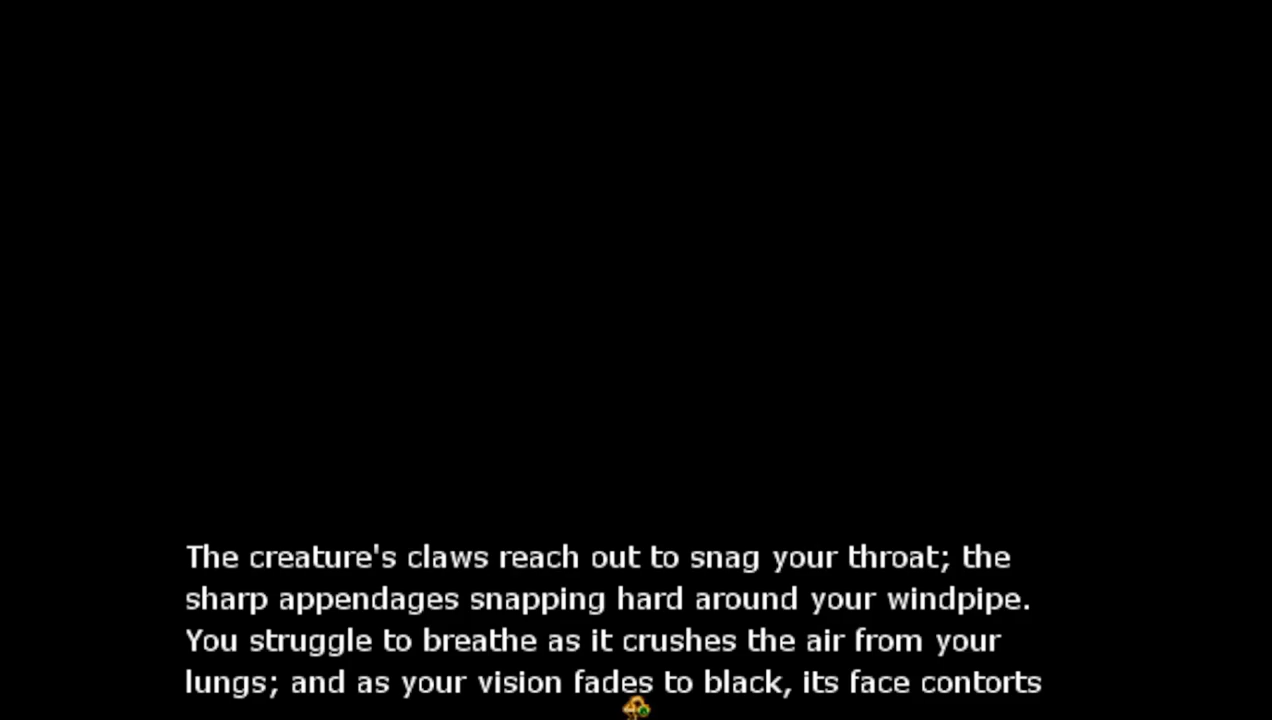 The creature's claws reach out to snag your throat; the
sharp appendages snapping hard around your windpipe.
You struggle to breathe as it crushes the air from your
lungs; and as your vision fades to black, its face contorts